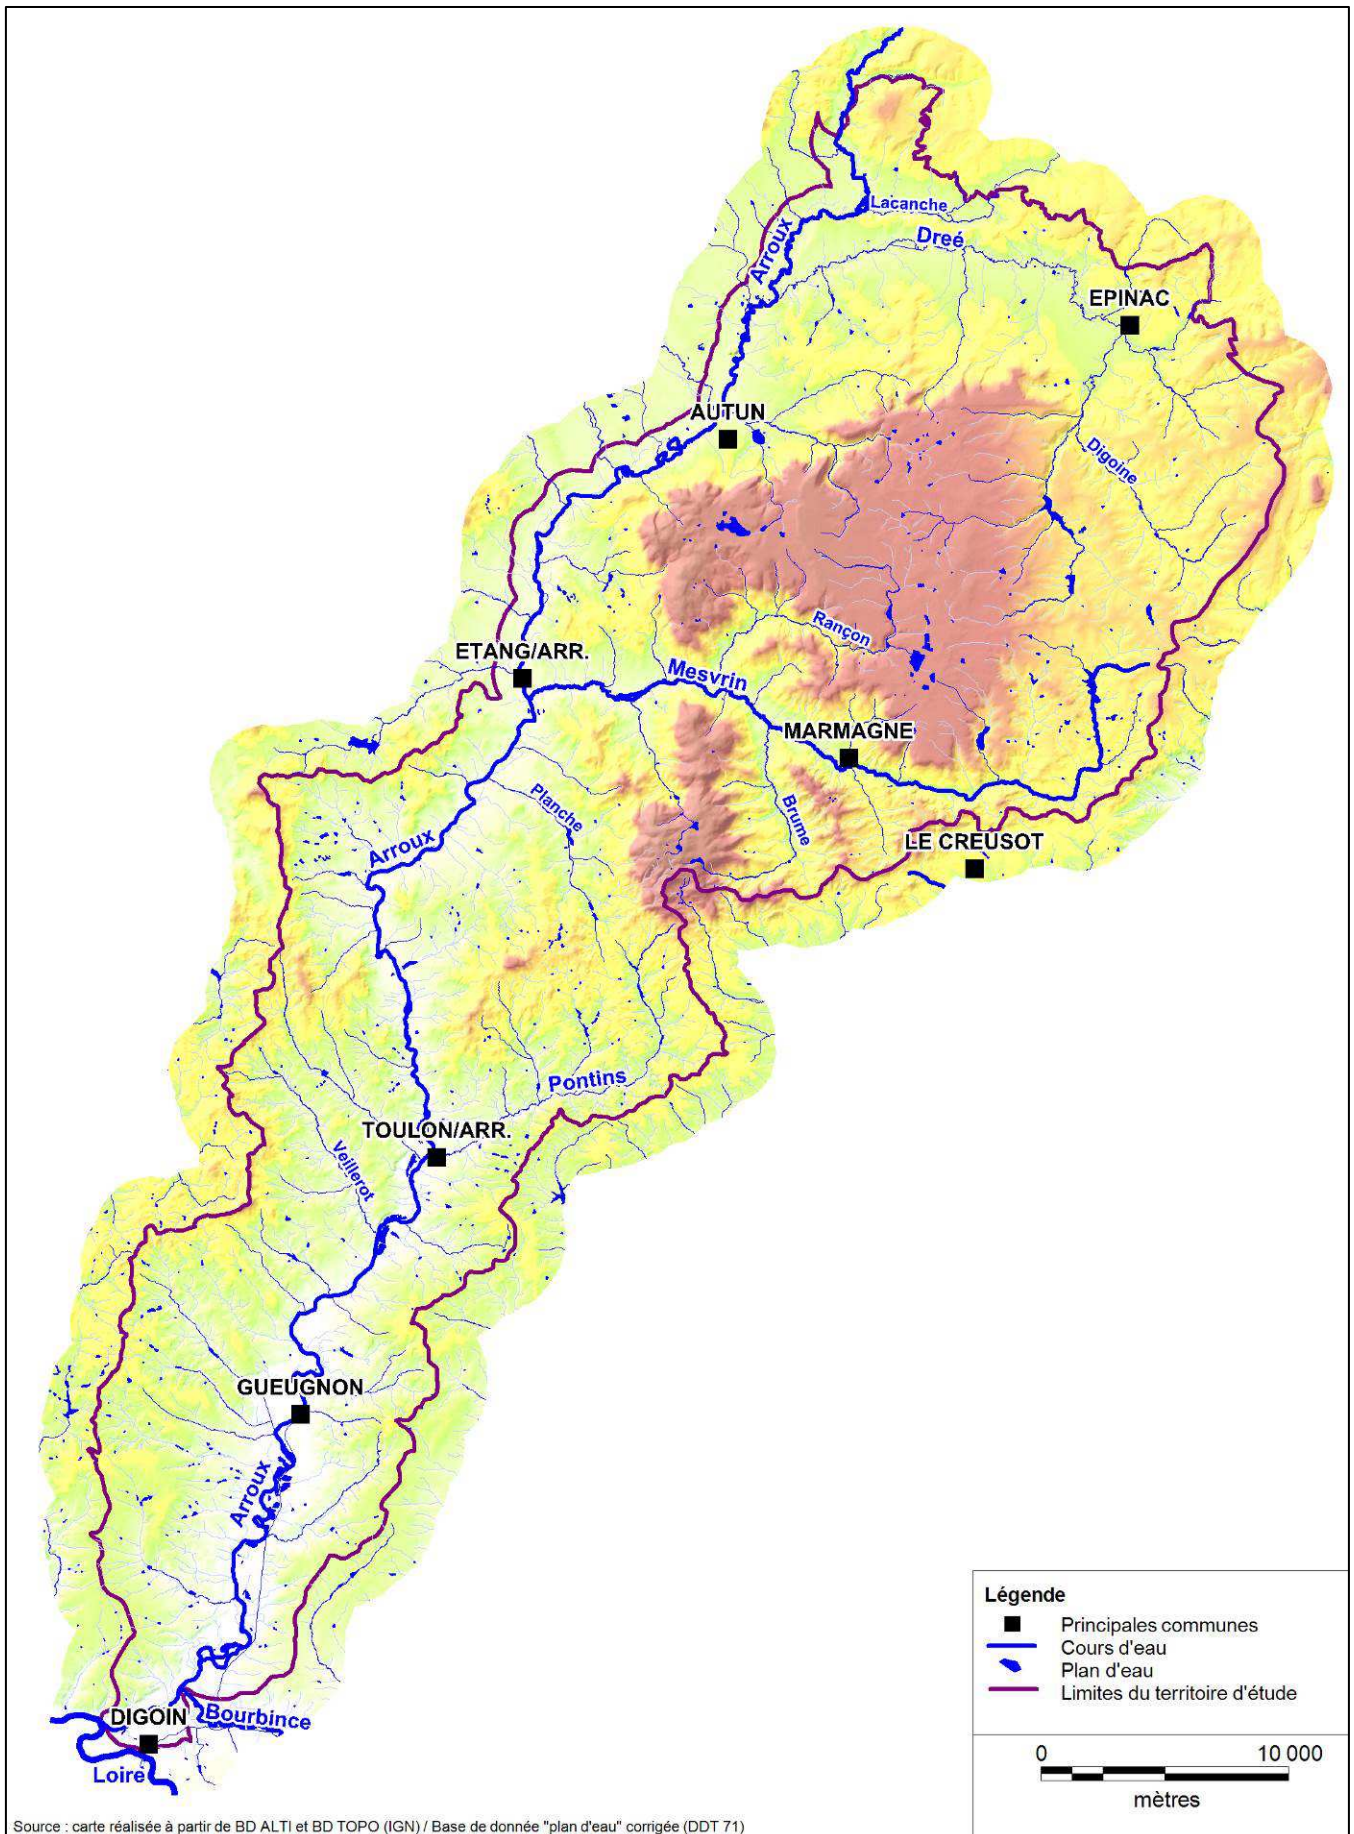 Lacanche
Dreé
Arroux
EPINAC
AUTUN
Digoine
Rançon
ETANG/ARR.
Mesvrin
MARMAGNE
Planche
Brume
Arroux
LE CREUSOT
Pontins
TOULON/ARR.
Veillerot
GUEUGNON
Arroux
DIGOIN
Bourbince
Loire
Légende
Principales communes
Cours d'eau
Plan d'eau
Limites du territoire d'étude
0 10 000
mètres
Source : carte réalisée à partir de BD ALTI et BD TOPO (IGN) / Base de donnée "plan d'eau" corrigée (DDT 71)